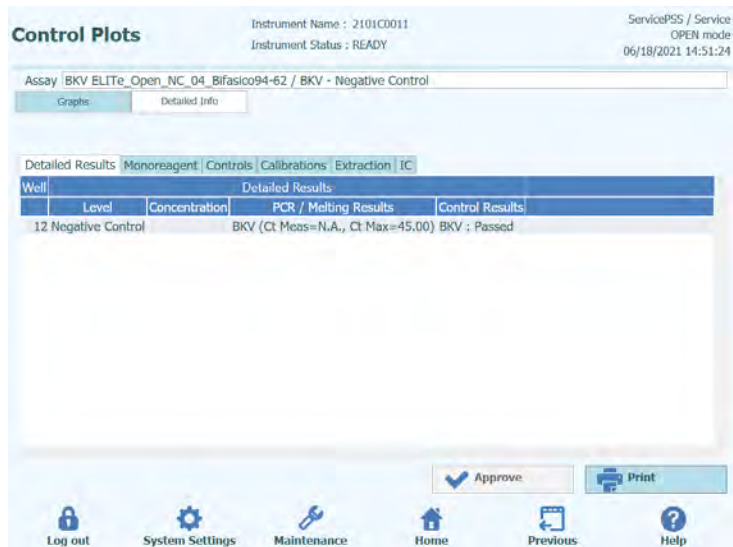 Control Plots
Instrument Name : 2101C0011
Instrument Status : READY
ServicePSS / Service
OPEN mode
06/18/2021 14:51:24
Assay BKV ELITe_Open_NC_04_Bifasico94-62 / BKV - Negative Control
Graphs Detailed Info
Detailed Results Monoreagent Controls Calibrations Extraction IC
Well Detailed Results
Level Concentration PCR / Melting Results Control Results
12 Negative Control BKV (Ct Meas=N.A., Ct Max=45.00) BKV : Passed
Approve Print
Log out System Settings Maintenance Home Previous Help